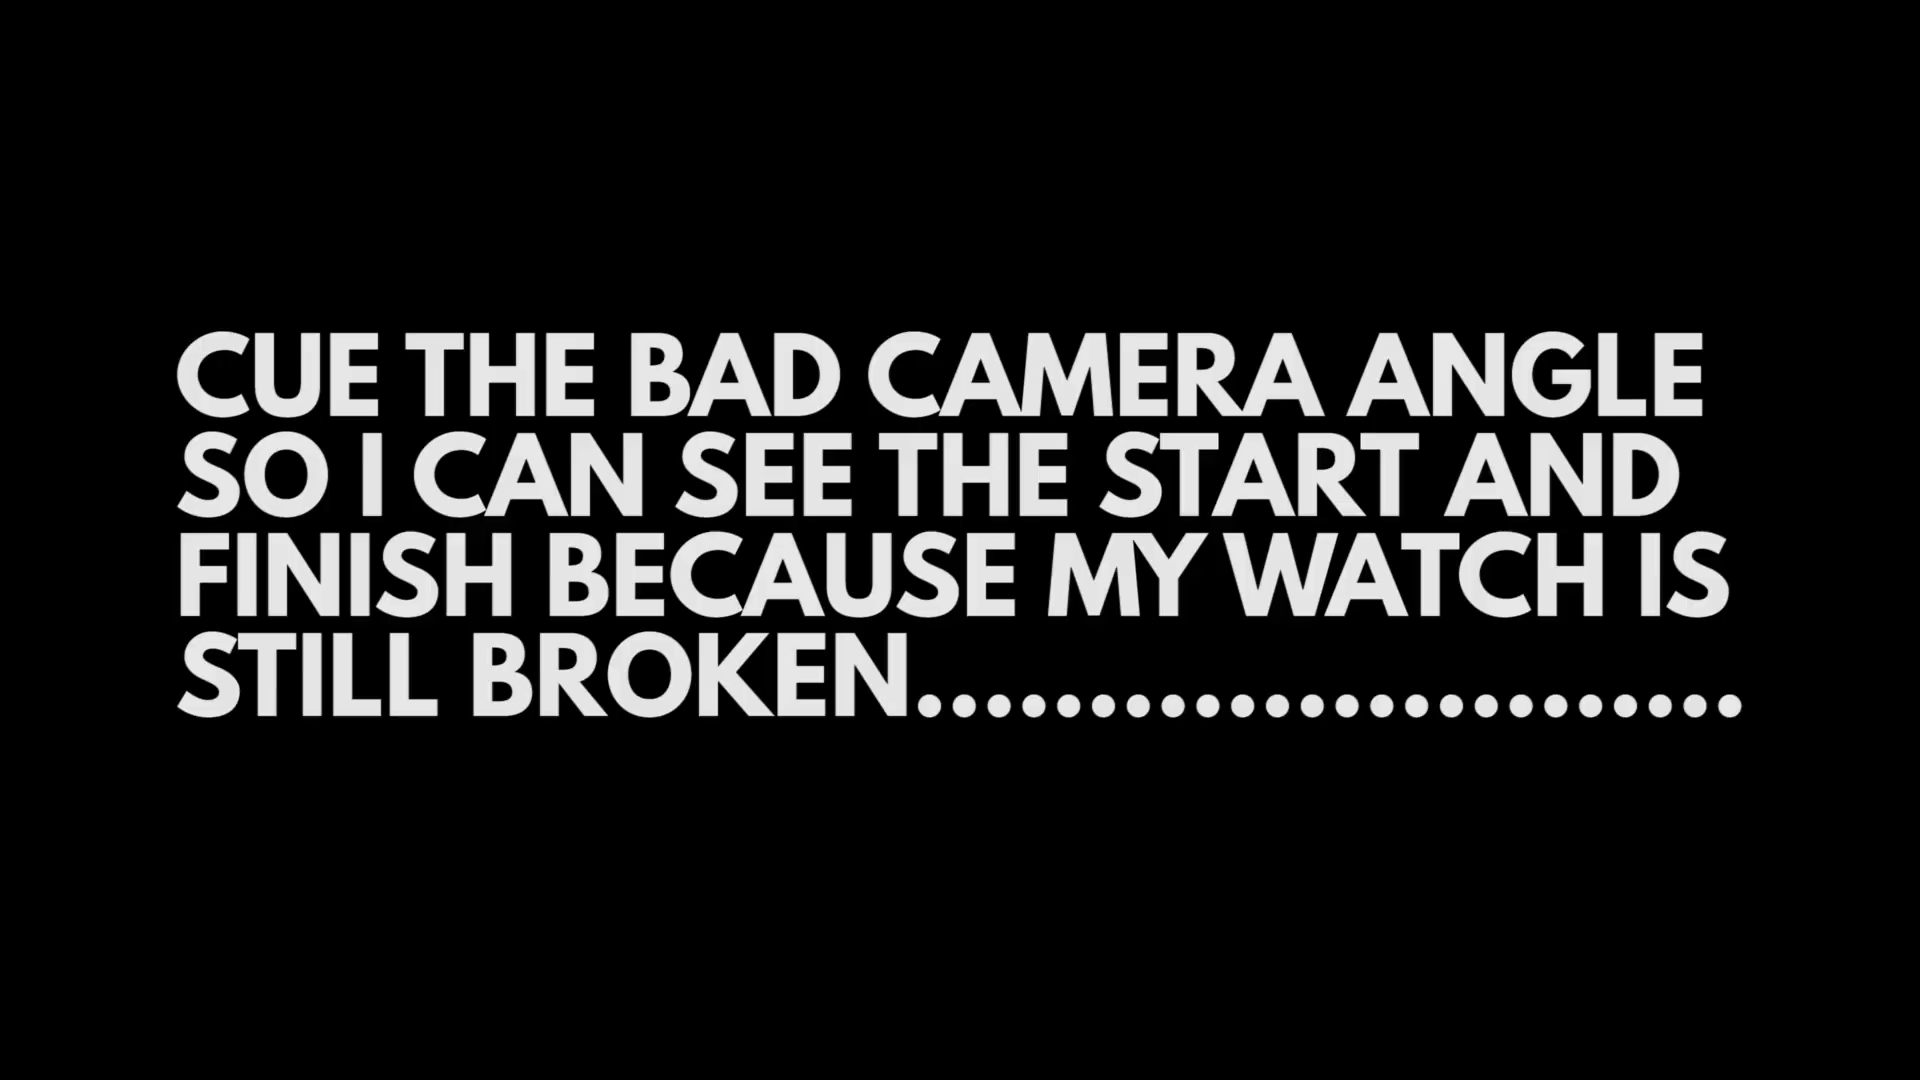 CUE THE BAD CAMERA ANGLE
SO I CAN SEE THE START AND
FINISH BECAUSE MY WATCH IS
STILL BROKEN........................